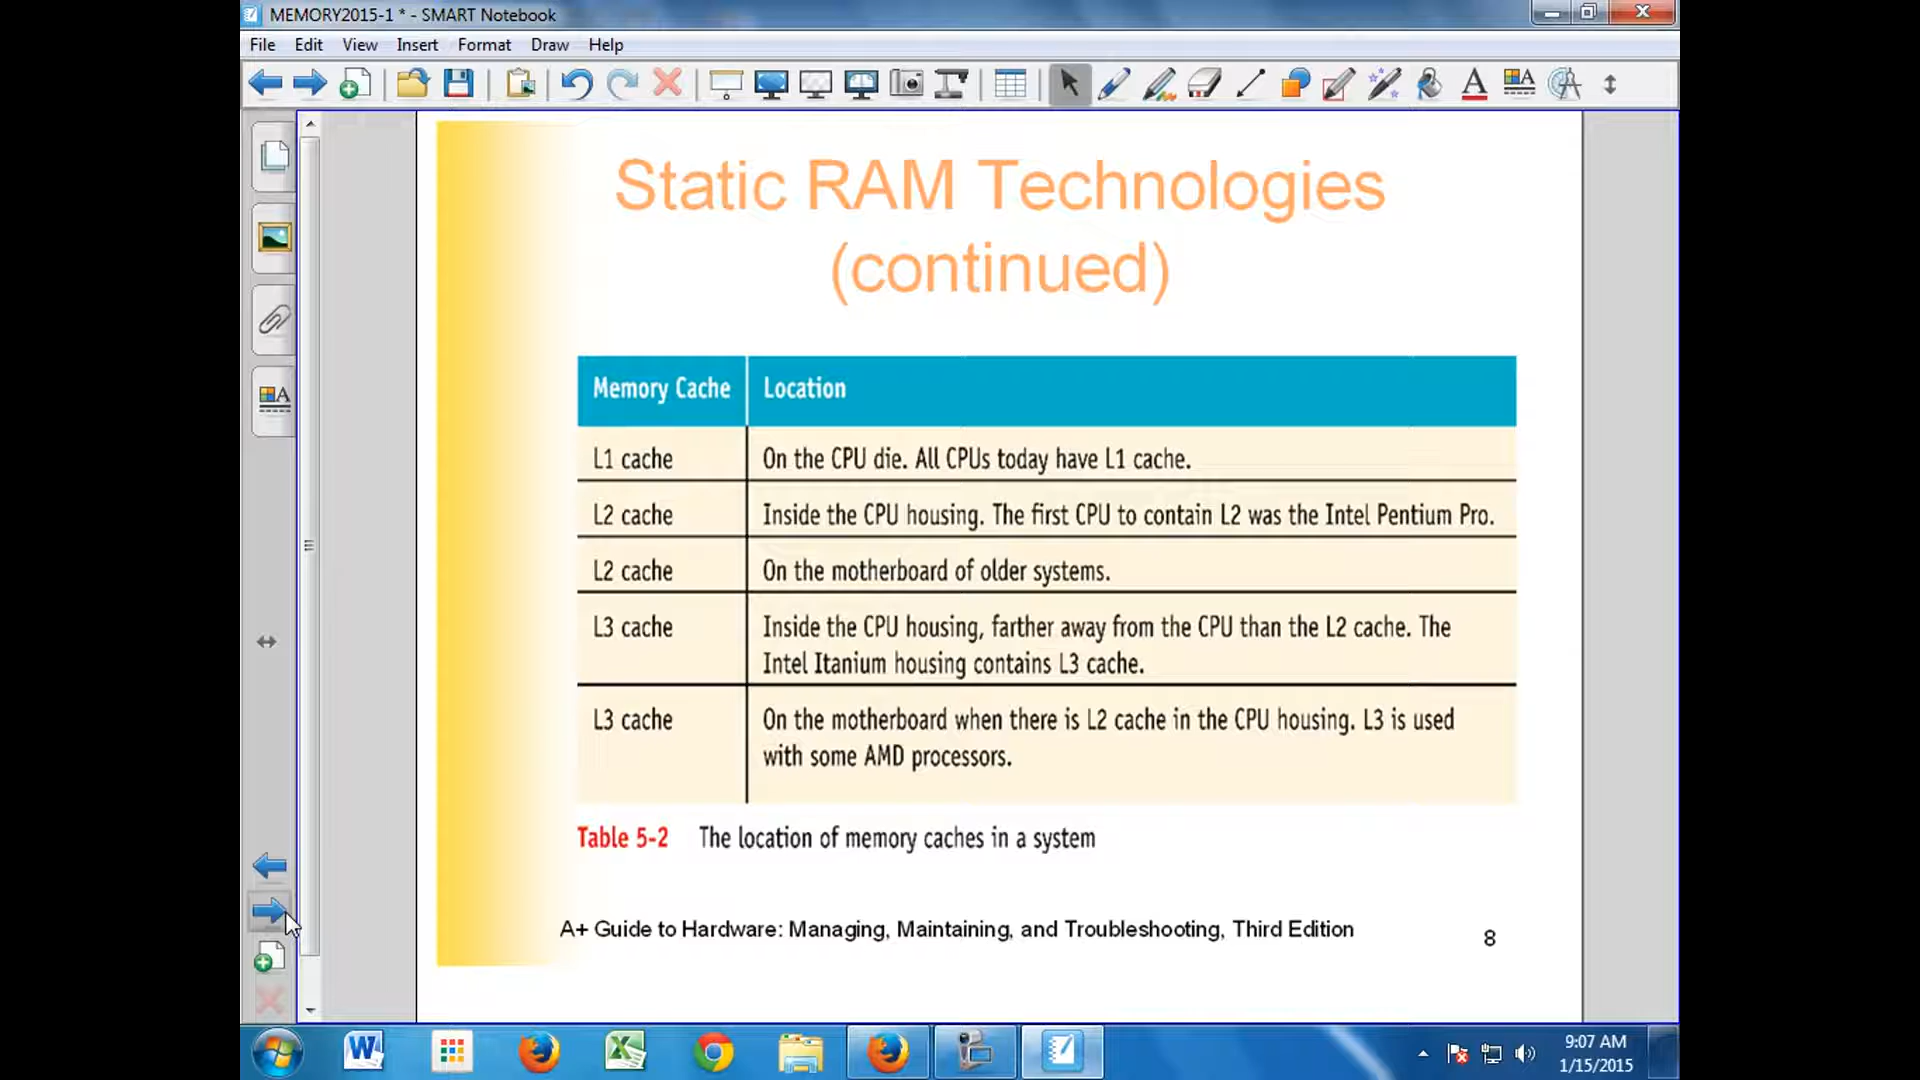 MEMORY2015-1 * - SMART Notebook
File Edit View Insert Format Draw Help
Static RAM Technologies
(continued)
Memory Cache Location
L1 cache On the CPU die. All CPUs today have L1 cache.
L2 cache Inside the CPU housing. The first CPU to contain L2 was the Intel Pentium Pro.
L2 cache On the motherboard of older systems.
L3 cache Inside the CPU housing, farther away from the CPU than the L2 cache. The
Intel Itanium housing contains L3 cache.
L3 cache On the motherboard when there is L2 cache in the CPU housing. L3 is used
with some AMD processors.
Table 5-2 The location of memory caches in a system
A+ Guide to Hardware: Managing, Maintaining, and Troubleshooting, Third Edition
8
9:07 AM
1/15/2015